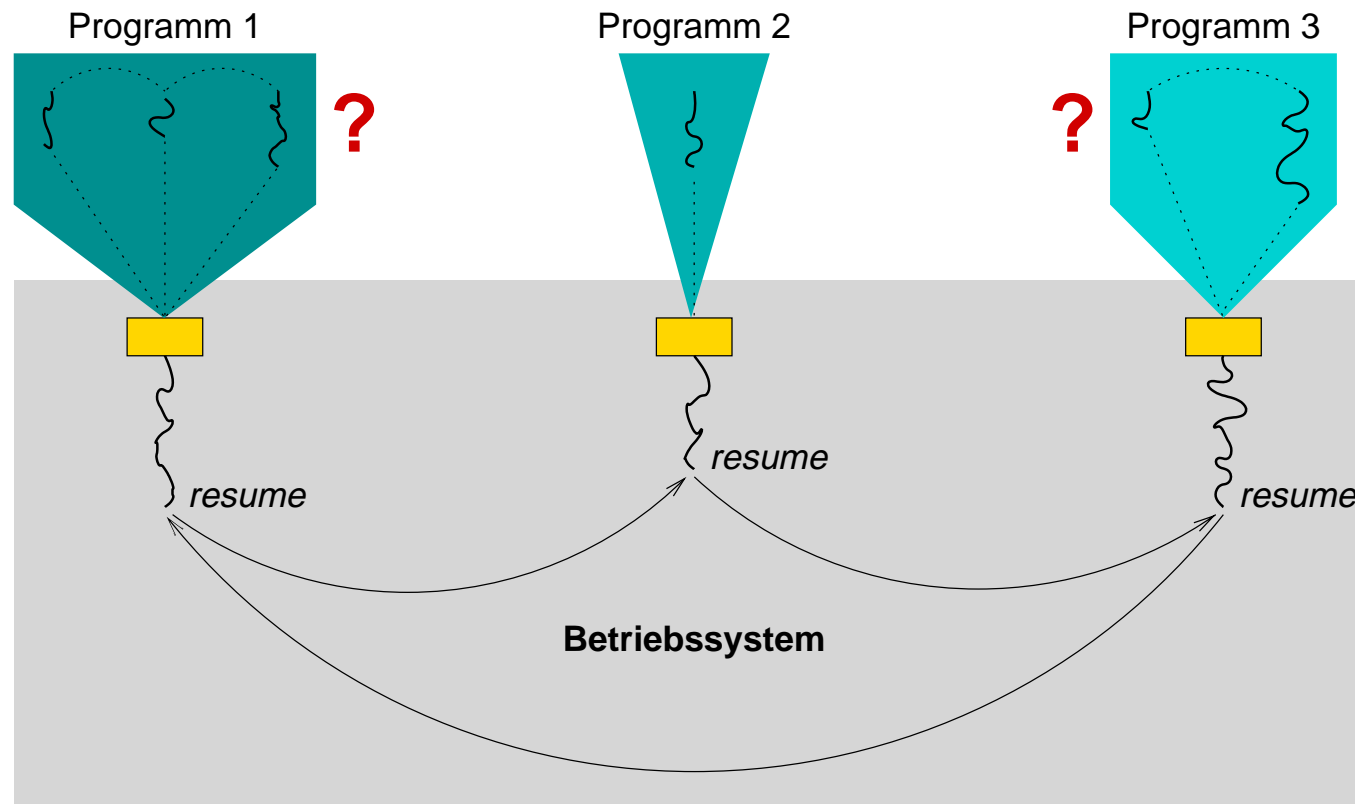 Programm 1
Programm 2
Programm 3
?
?
resume
resume
resume
Betriebssystem